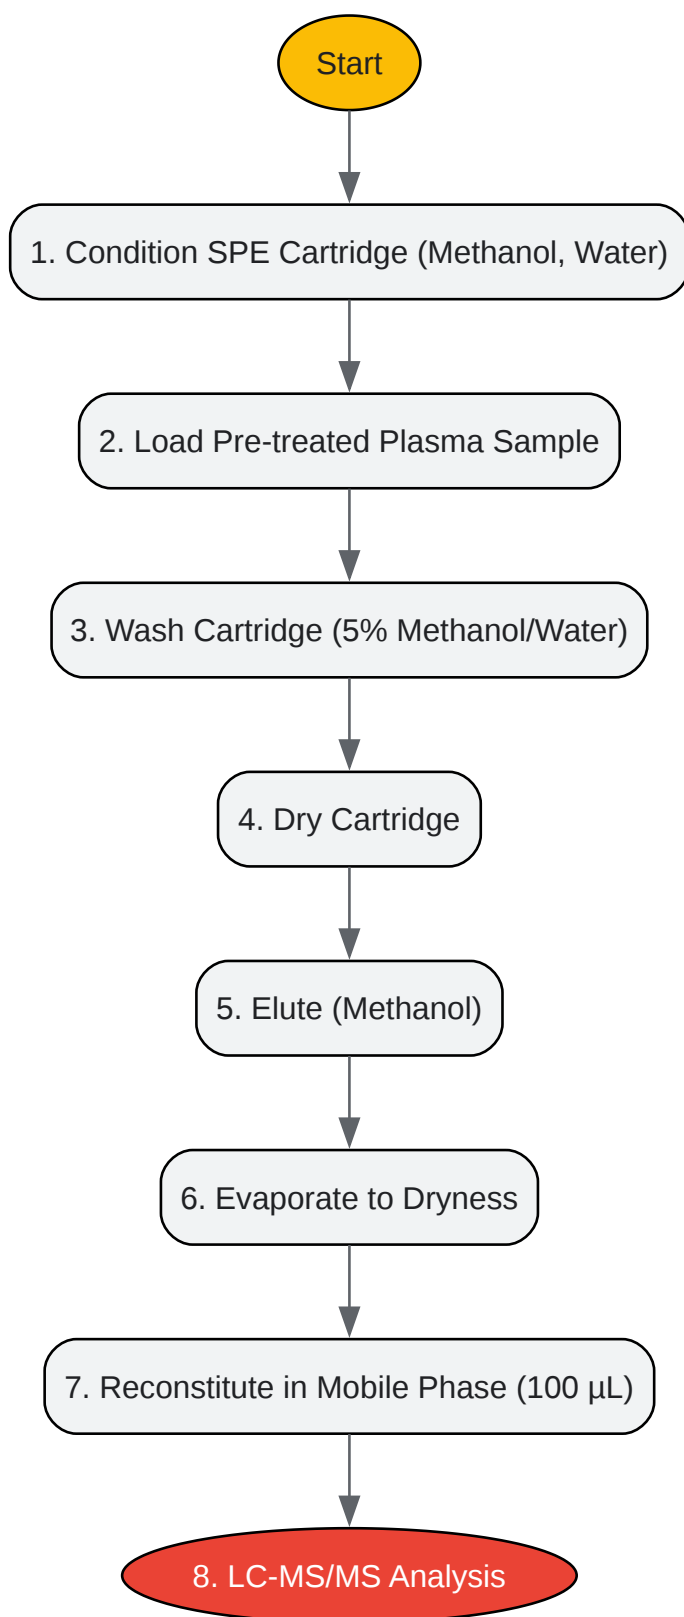 Start
1. Condition SPE Cartridge (Methanol, Water)
2. Load Pre-treated Plasma Sample
3. Wash Cartridge (5% Methanol/Water)
4. Dry Cartridge
5. Elute (Methanol)
6. Evaporate to Dryness
7. Reconstitute in Mobile Phase (100 µL)
8. LC-MS/MS Analysis